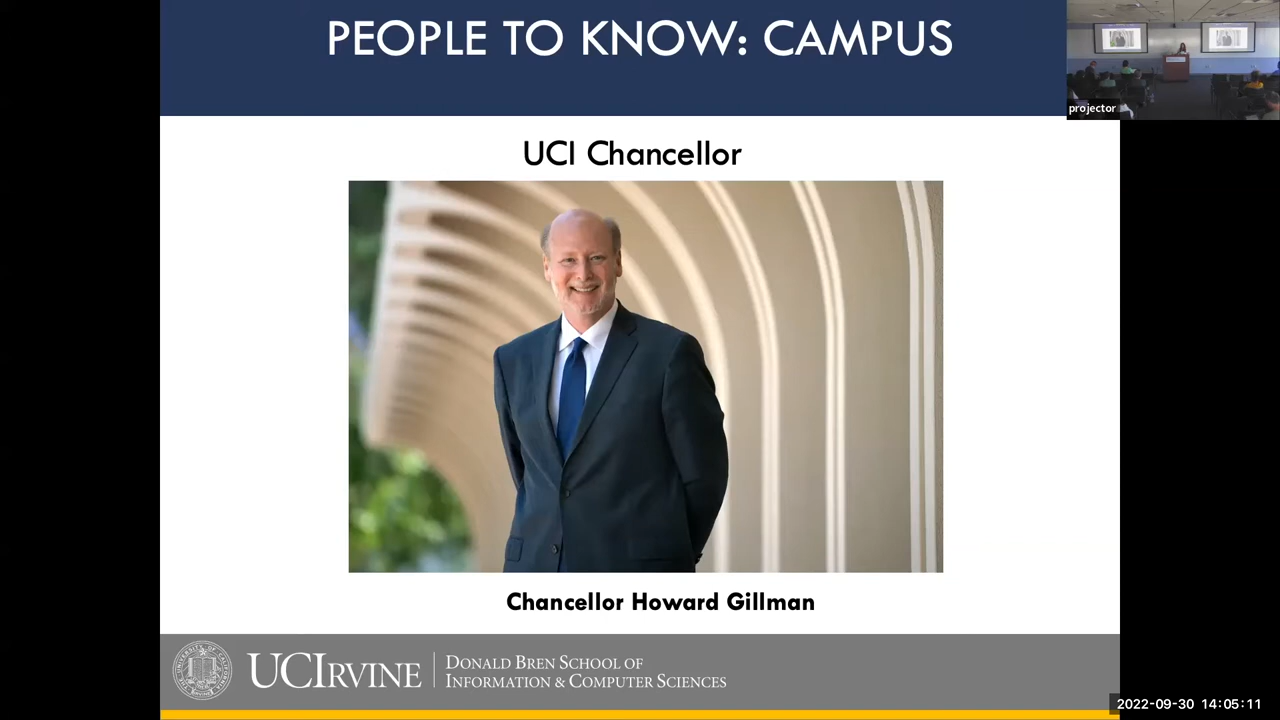 PEOPLE TO KNOW: CAMPUS
projector
UCI Chancellor
Chancellor Howard Gillman
UCIRVINE
DONALD BREN SCHOOL OF
INFORMATION & COMPUTER SCIENCES
2022-09-30 14:05:11